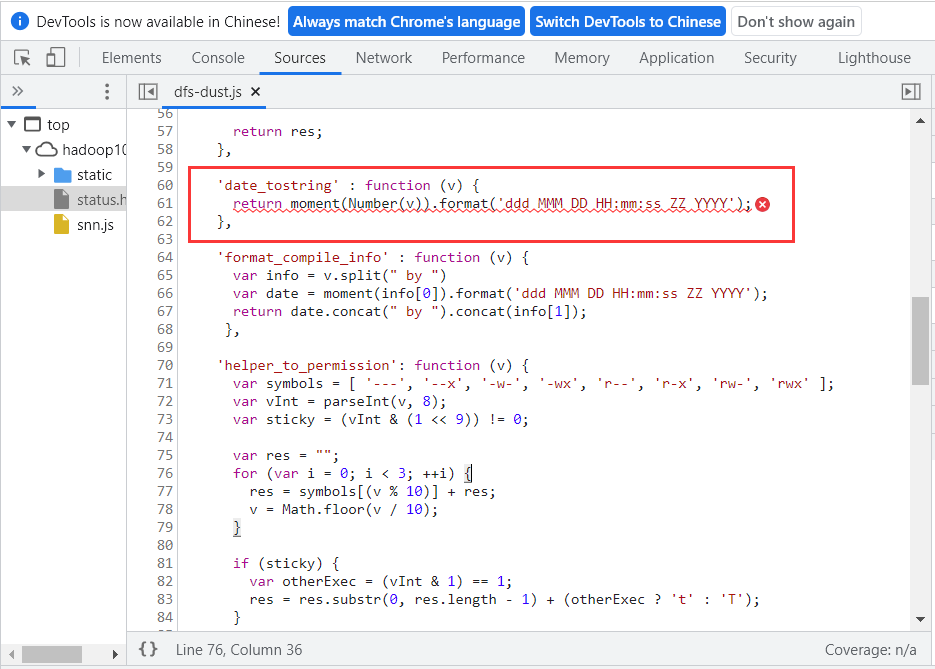 DevTools is now available in Chinese! Always match Chrome's language Switch DevTools to Chinese Don't show again
Elements Console Sources Network Performance Memory Application Security Lighthouse
dfs-dust.js
top
hadoop10
static
status.h
snn.js
56
57 return res;
58 },
59
60 'date_tostring' : function (v) {
61 return moment(Number(v)).format('ddd MMM DD HH:mm:ss ZZ YYYY');
62 },
63
64 'format_compile_info' : function (v) {
65 var info = v.split(" by ")
66 var date = moment(info[0]).format('ddd MMM DD HH:mm:ss ZZ YYYY');
67 return date.concat(" by ").concat(info[1]);
68 },
69
70 'helper_to_permission': function (v) {
71 var symbols = [ '---', '--x', '-w-', '-wx', 'r--', 'r-x', 'rw-', 'rwx' ];
72 var vInt = parseInt(v, 8);
73 var sticky = (vInt & (1 << 9)) != 0;
74
75 var res = "";
76 for (var i = 0; i < 3; ++i) {
77 res = symbols[(v % 10)] + res;
78 v = Math.floor(v / 10);
79 }
80
81 if (sticky) {
82 var otherExec = (vInt & 1) == 1;
83 res = res.substr(0, res.length - 1) + (otherExec ? 't' : 'T');
84 }
{} Line 76, Column 36 Coverage: n/a